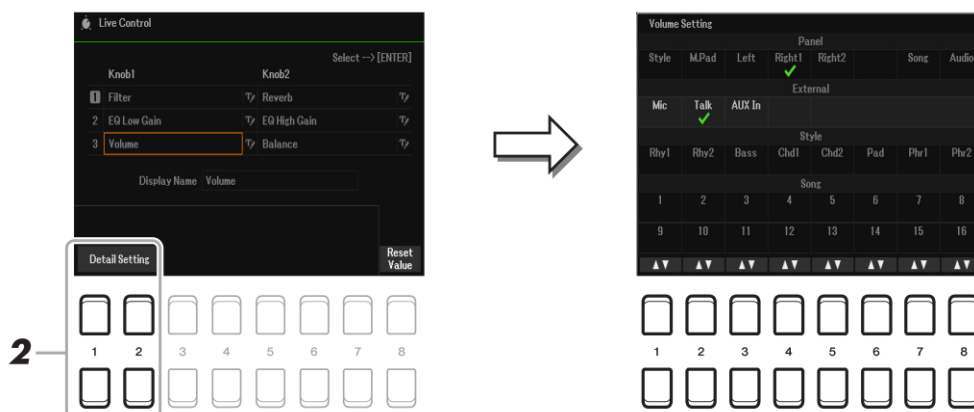 Live Control
Select --> [ENTER]
Knob1 Knob2
1 Filter T Reverb T
2 EQ Low Gain T EQ High Gain T
3 Volume T Balance T
Display Name Volume
Detail Setting
Reset
Value
2
1 2 3 4 5 6 7 8
Volume Setting
Panel
Style M.Pad Left Right1 Right2 Song Audio
External
Mic Talk AUX In
Style
Rhy1 Rhy2 Bass Chd1 Chd2 Pad Phr1 Phr2
Song
1 2 3 4 5 6 7 8
9 10 11 12 13 14 15 16
1 2 3 4 5 6 7 8